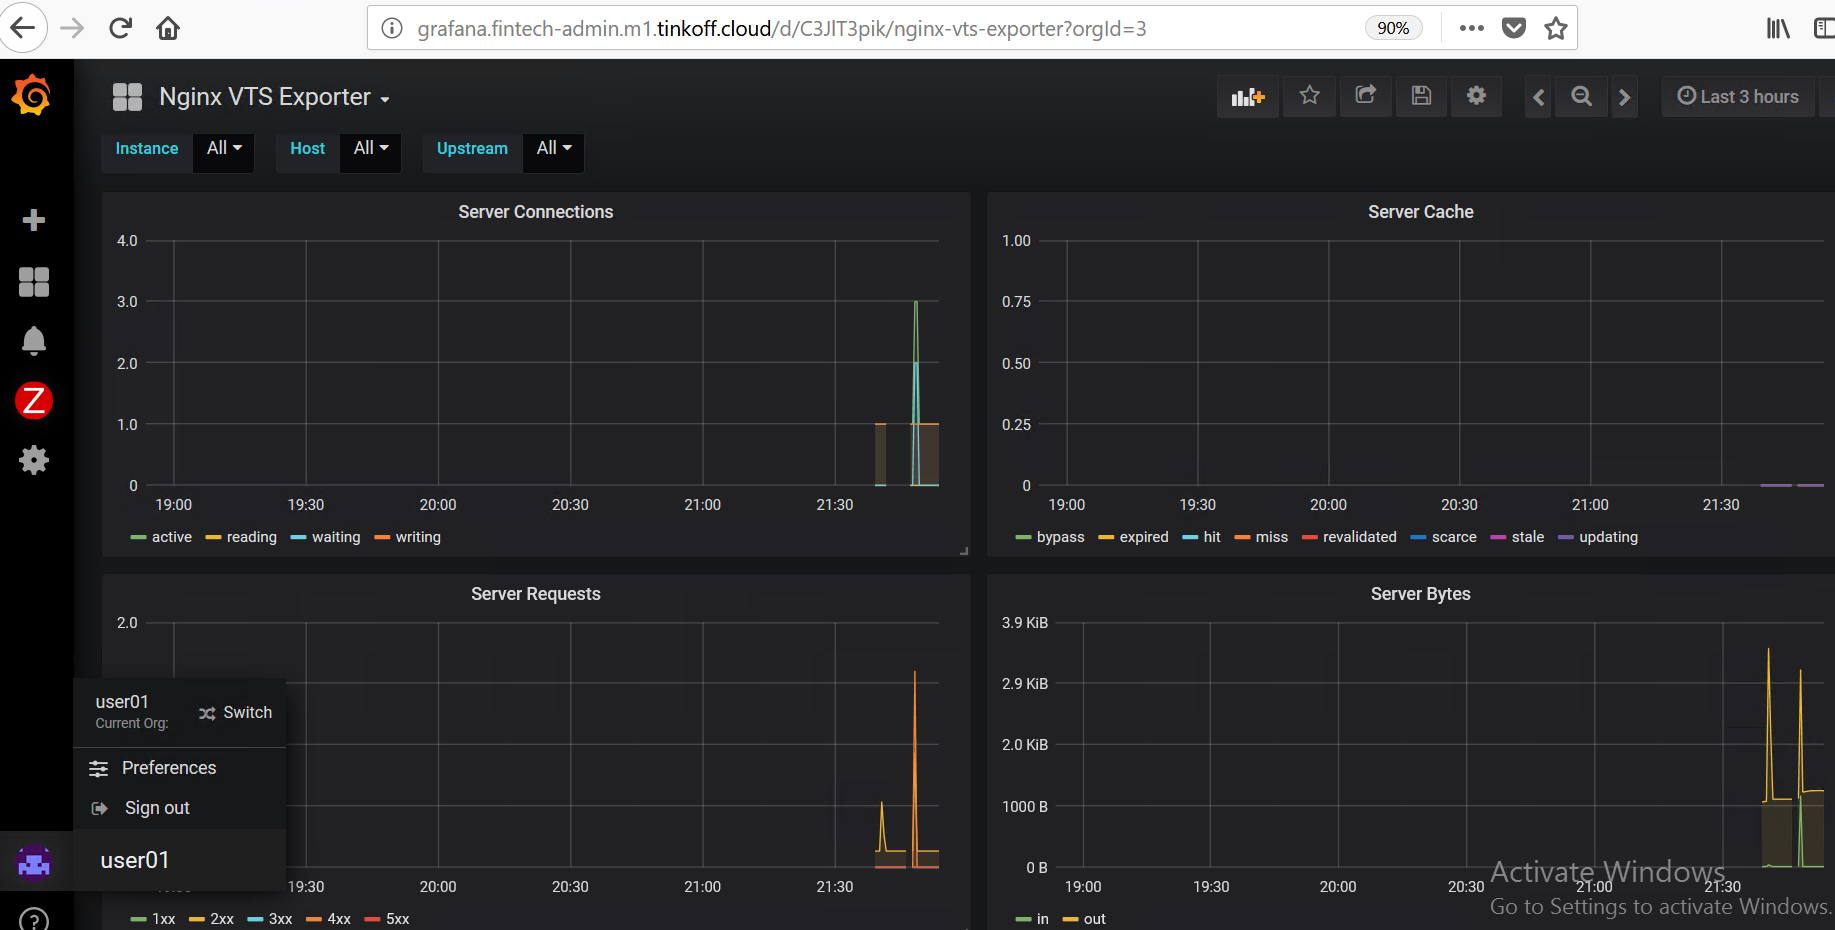 grafana.fintech-admin.m1.tinkoff.cloud/d/C3JlT3pik/nginx-vts-exporter?orgId=3
90%
Nginx VTS Exporter
Last 3 hours
Instance All Host All Upstream All
Z
Server Connections
4.0
3.0
2.0
1.0
0
19:00 19:30 20:00 20:30 21:00 21:30
active reading waiting writing
Server Cache
1.00
0.75
0.50
0.25
0
19:00 19:30 20:00 20:30 21:00 21:30
bypass expired hit miss revalidated scarce stale updating
Server Requests
2.0
19:30 20:00 20:30 21:00 21:30
1xx 2xx 3xx 4xx 5xx
Server Bytes
3.9 KiB
2.9 KiB
2.0 KiB
1000 B
0 B
19:00 19:30 20:00 20:30 21:00 21:30
in out
user01
Current Org:
Switch
Preferences
Sign out
user01
?
Activate Windows
Go to Settings to activate Windows.